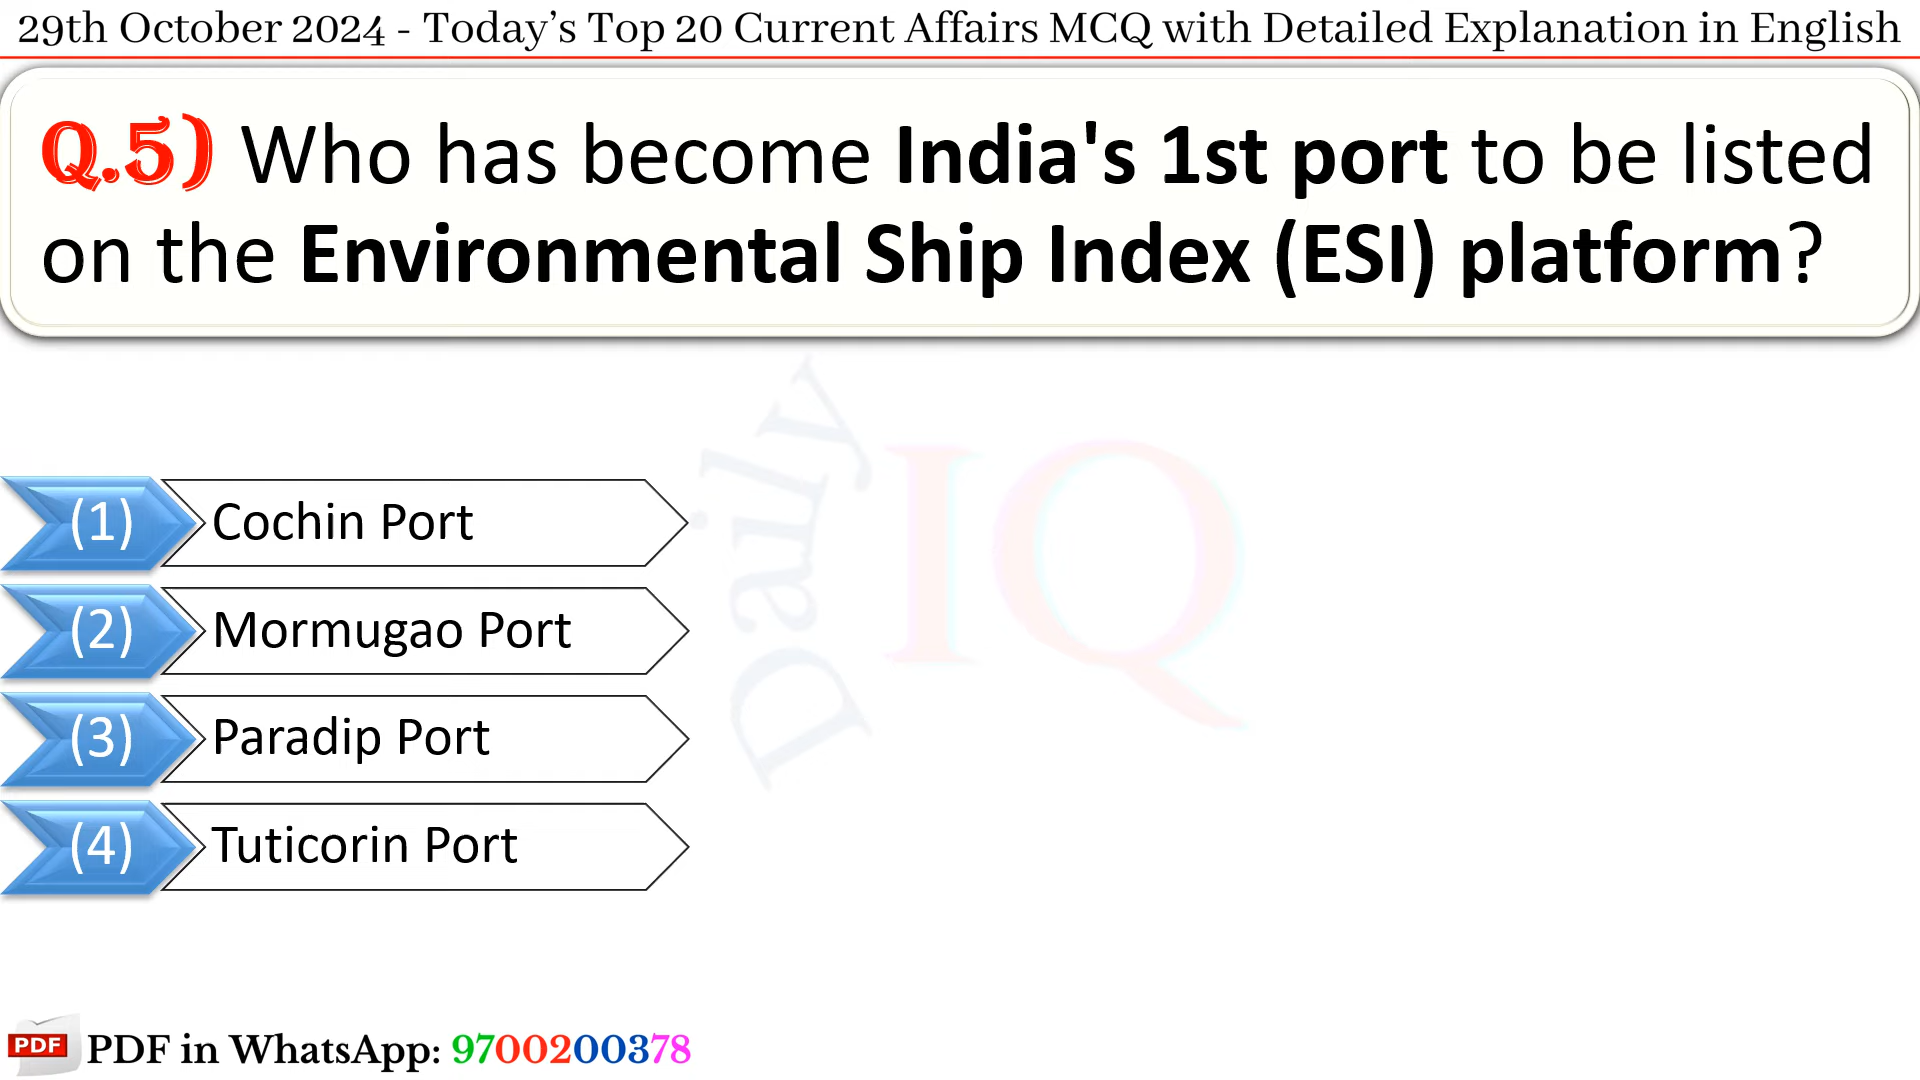 29th October 2024 - Today’s Top 20 Current Affairs MCQ with Detailed Explanation in English
Q.5) Who has become India's 1st port to be listed
on the Environmental Ship Index (ESI) platform?
Daily IQ
(1) Cochin Port
(2) Mormugao Port
(3) Paradip Port
(4) Tuticorin Port
PDF PDF in WhatsApp: 9700200378